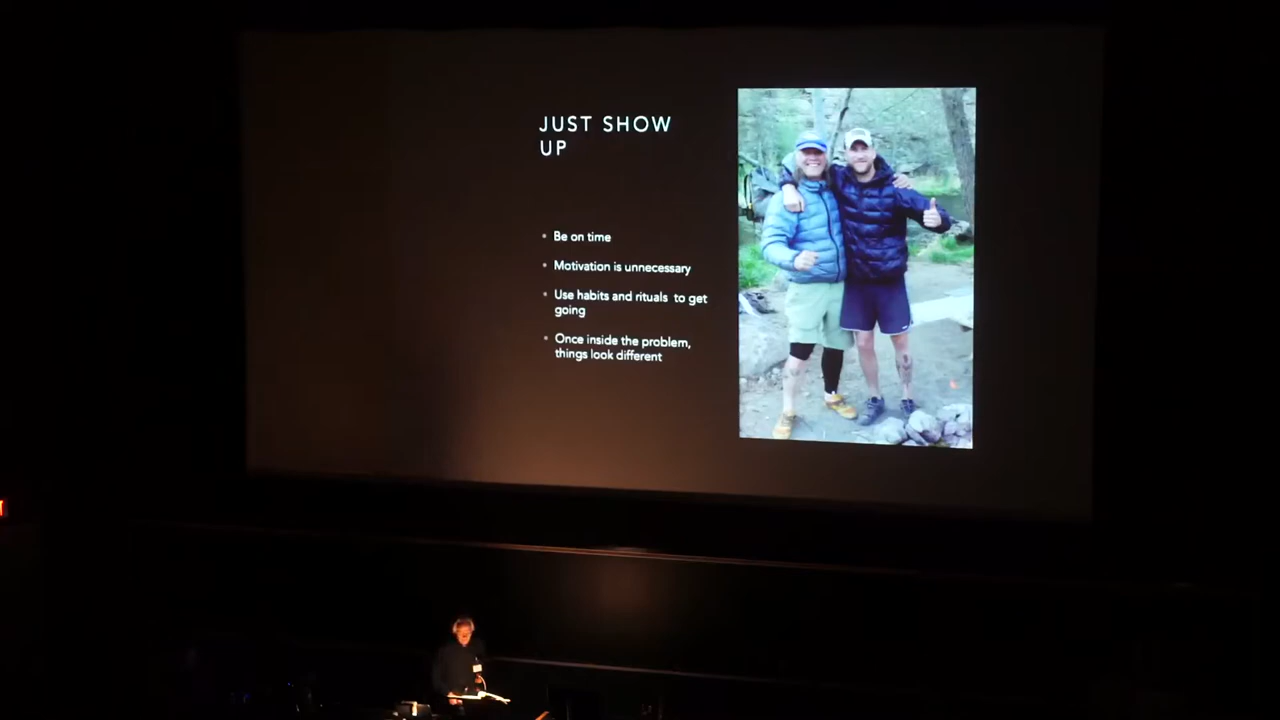 JUST SHOW
UP
• Be on time
• Motivation is unnecessary
• Use habits and rituals to get
going
• Once inside the problem,
things look different